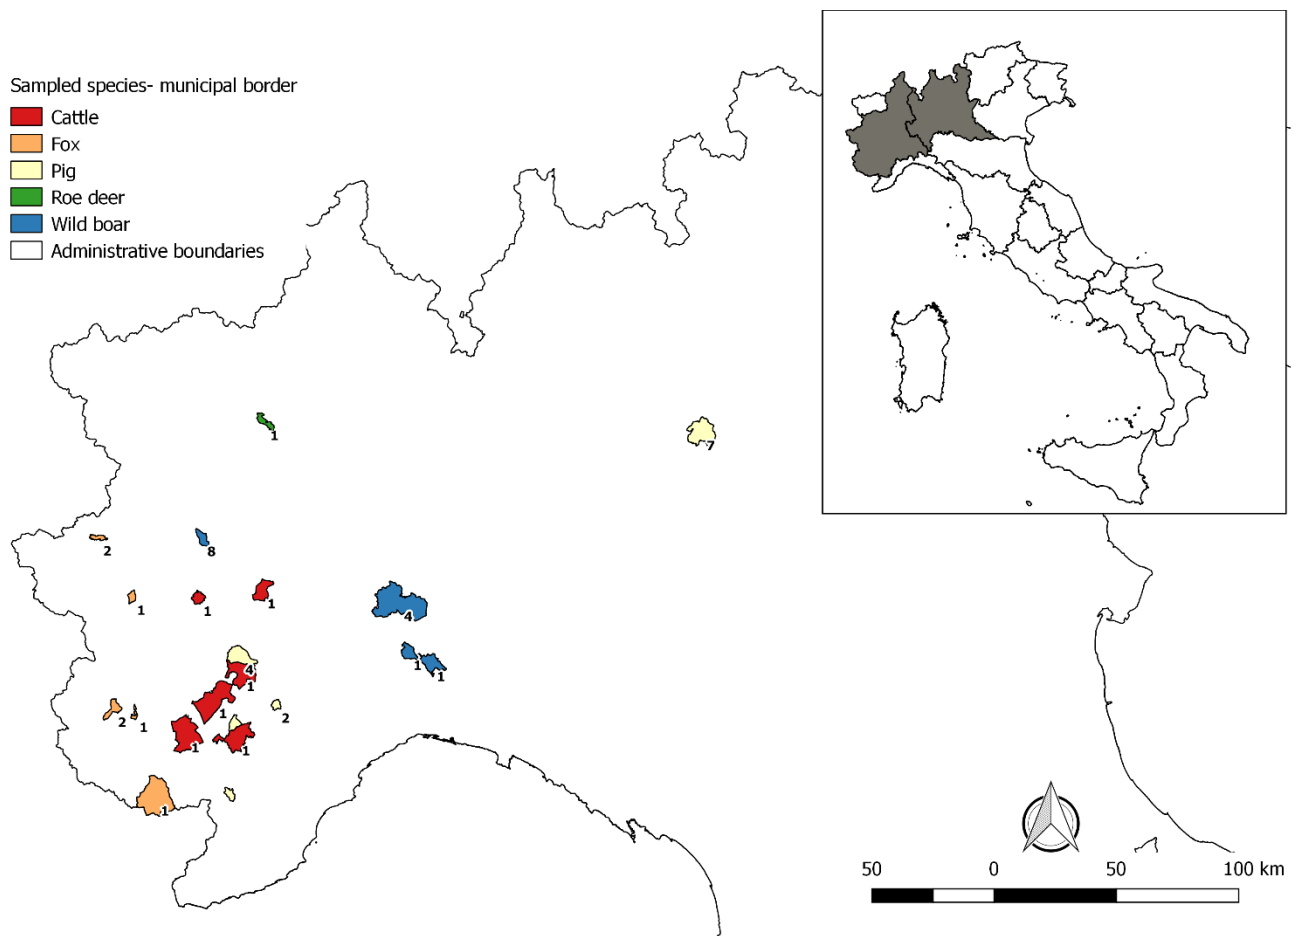 Sampled species- municipal border
Cattle
Fox
Pig
Roe deer
Wild boar
Administrative boundaries
1
7
2
8
1
1
1
4
4
1
1
1
2
1
1
2
1
1
1
50 0 50 100 km